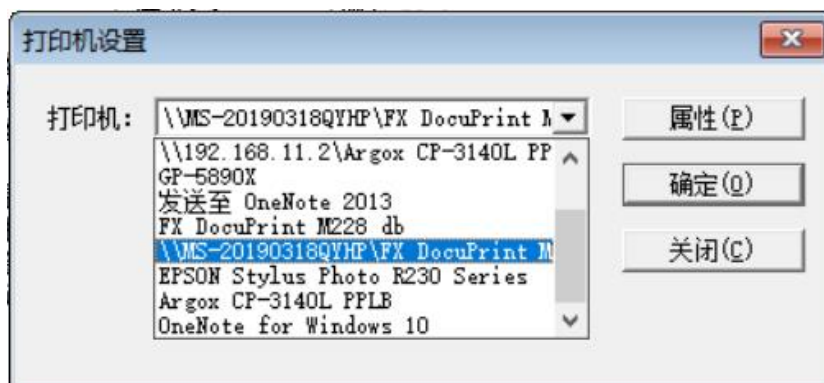 打印机设置
打印机： \\MS-20190318QYHP\FX DocuPrint M
属性(P)
\\192.168.11.2\Argox CP-3140L PP
GP-5890X
确定(O)
发送至 OneNote 2013
FX DocuPrint M228 db
\\MS-20190318QYHP\FX DocuPrint M
关闭(C)
EPSON Stylus Photo R230 Series
Argox CP-3140L PPLB
OneNote for Windows 10